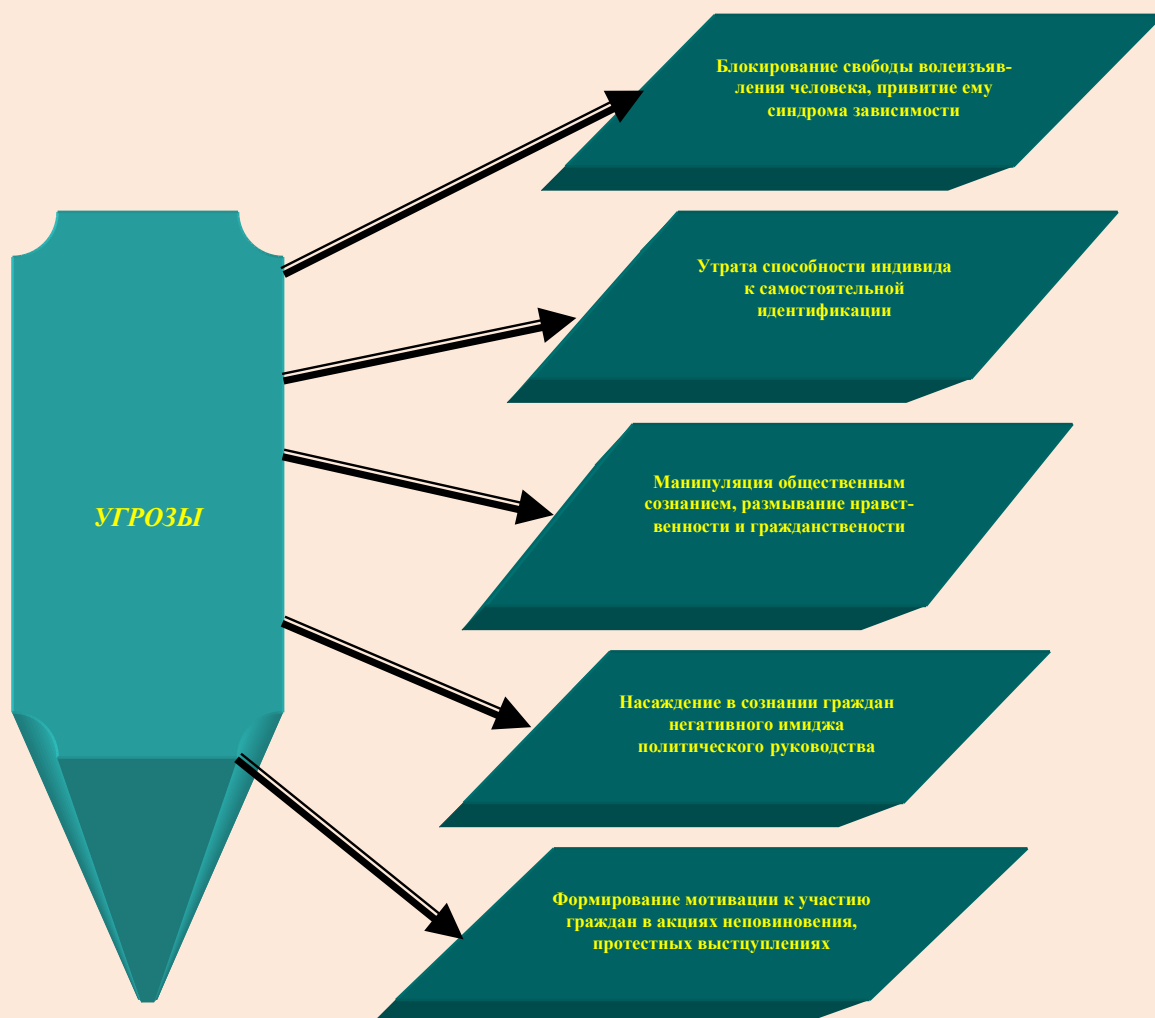 Блокирование свободы волеизъяв-
ления человека, привитие ему
синдрома зависимости
Утрата способности индивида
к самостоятельной
идентификации
Манипуляция общественным
сознанием, размывание нравст-
венности и гражданствености
УГРОЗЫ
Насаждение в сознании граждан
негативного имиджа
политического руководства
Формирование мотивации к участию
граждан в акциях неповиновения,
протестных выстцуплениях